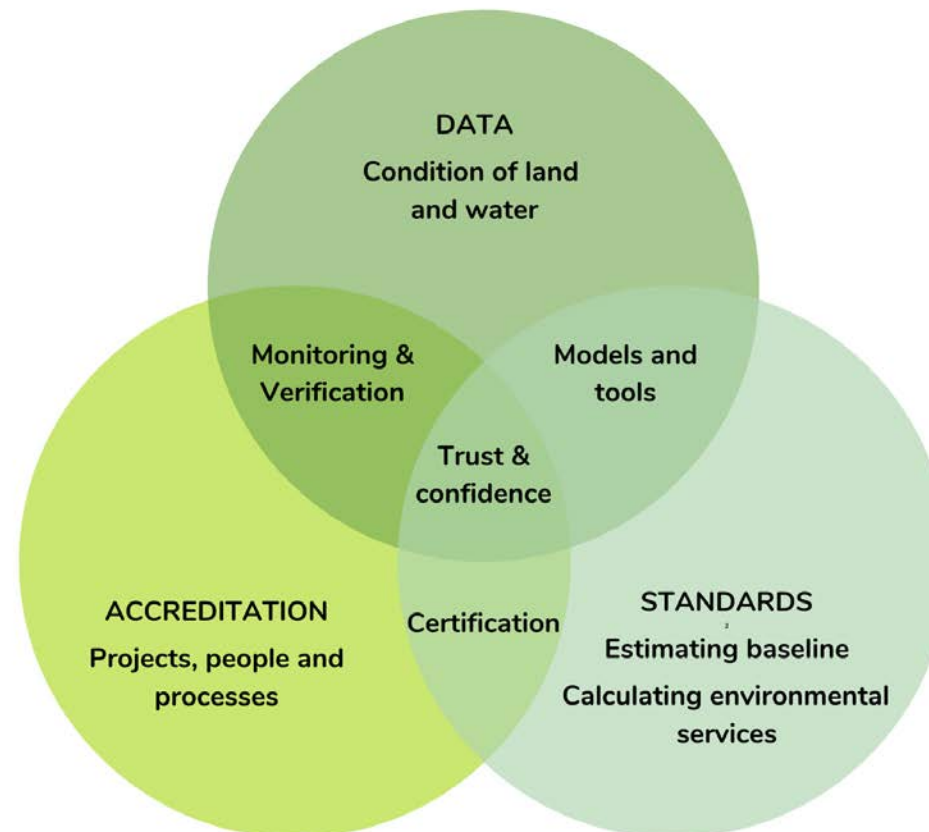 DATA
Condition of land
and water
Monitoring &
Verification
Models and
tools
Trust &
confidence
ACCREDITATION
Projects, people and
processes
Certification
STANDARDS
2
Estimating baseline
Calculating environmental
services